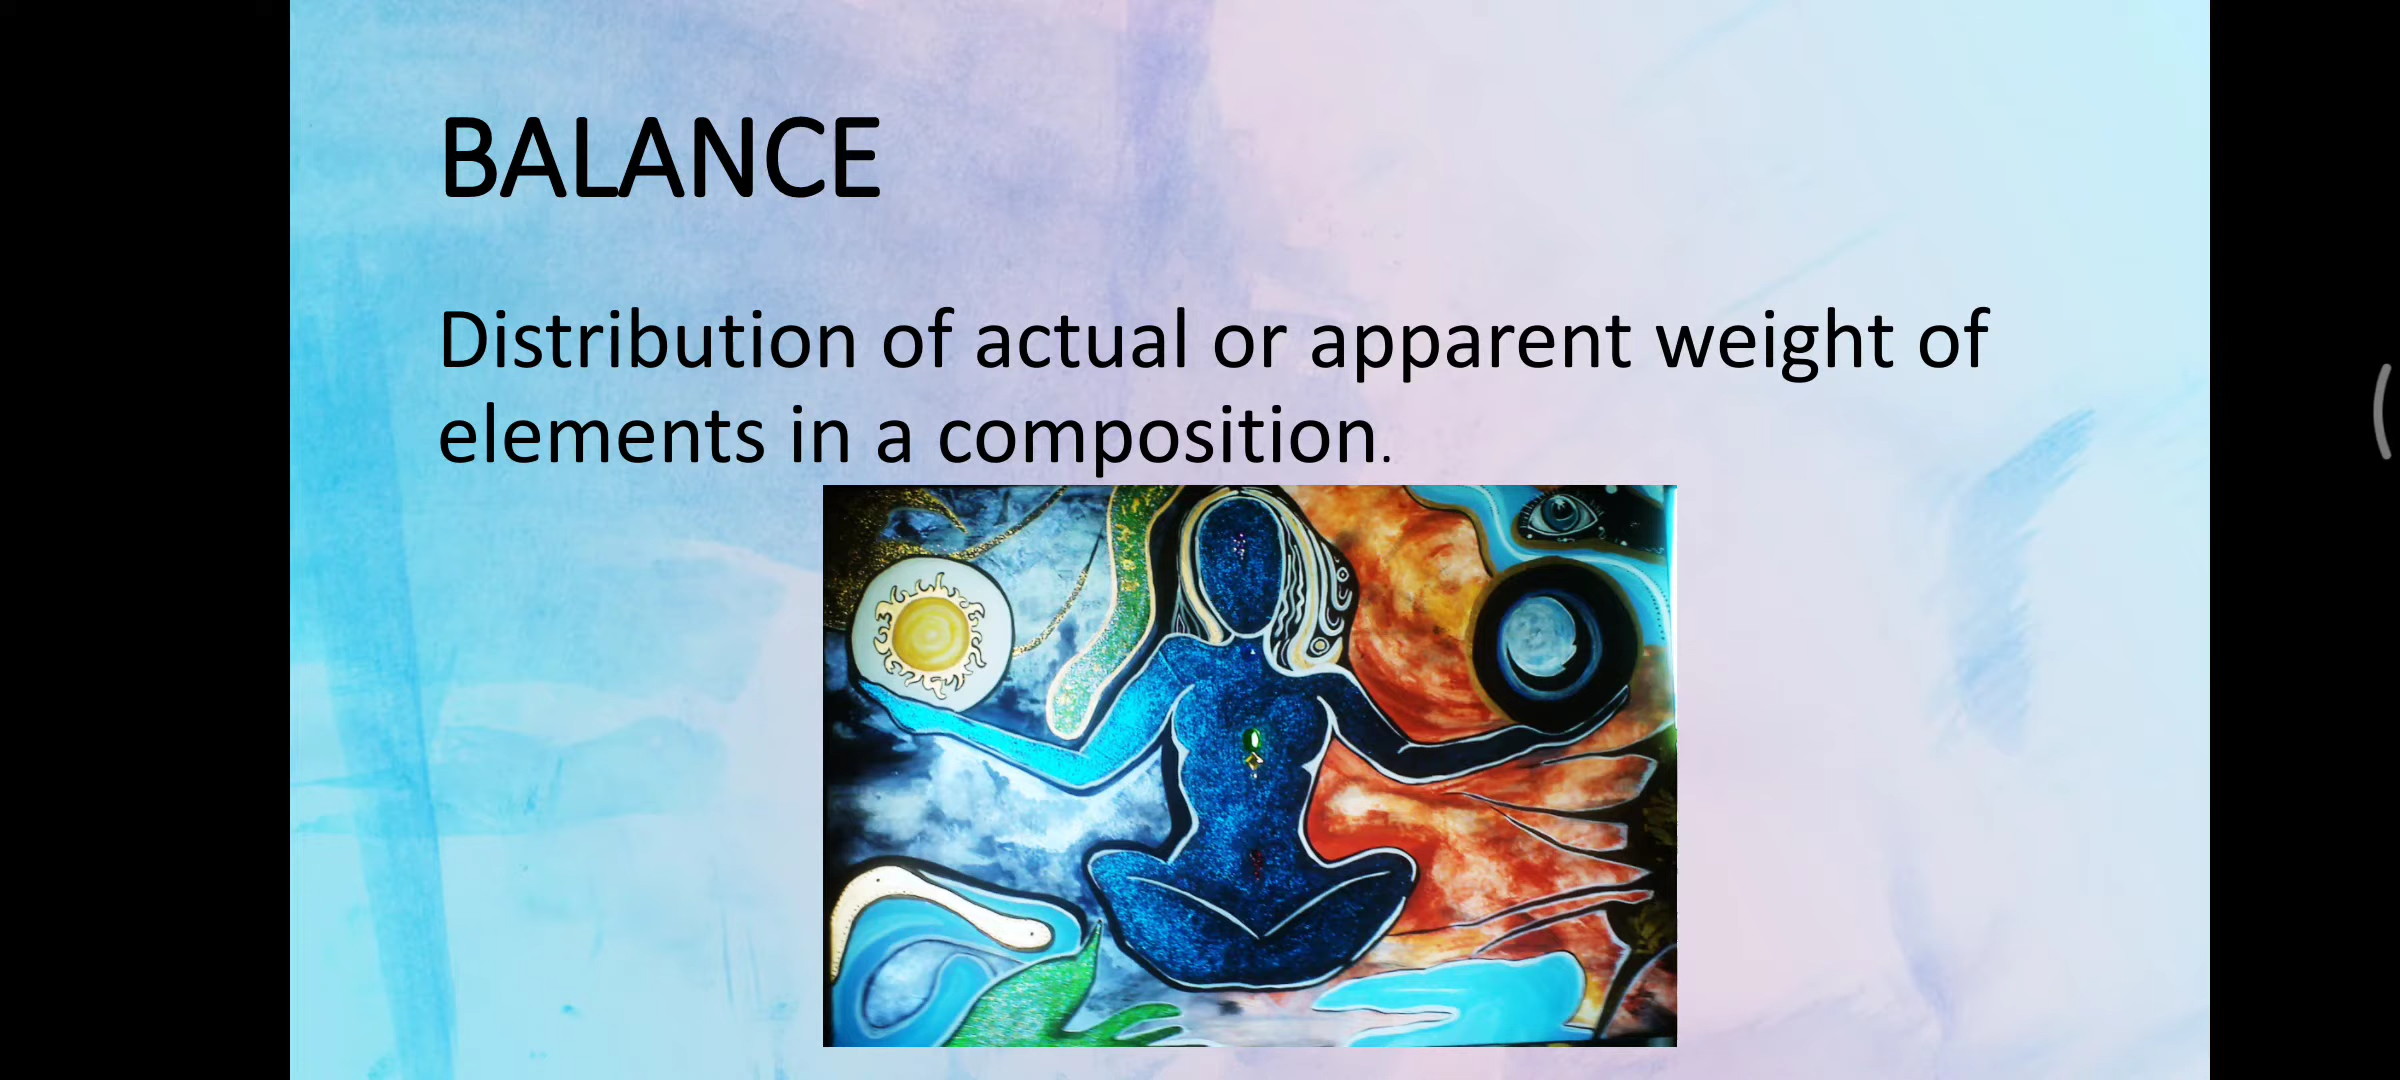 BALANCE
Distribution of actual or apparent weight of
elements in a composition.